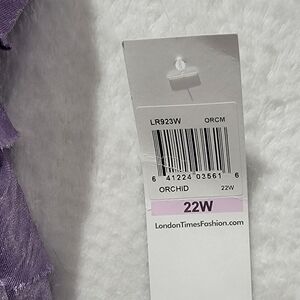 LR923W ORCM
6 41224 03561 6
ORCHiD 22W
22W
LondonTimesFashion.com